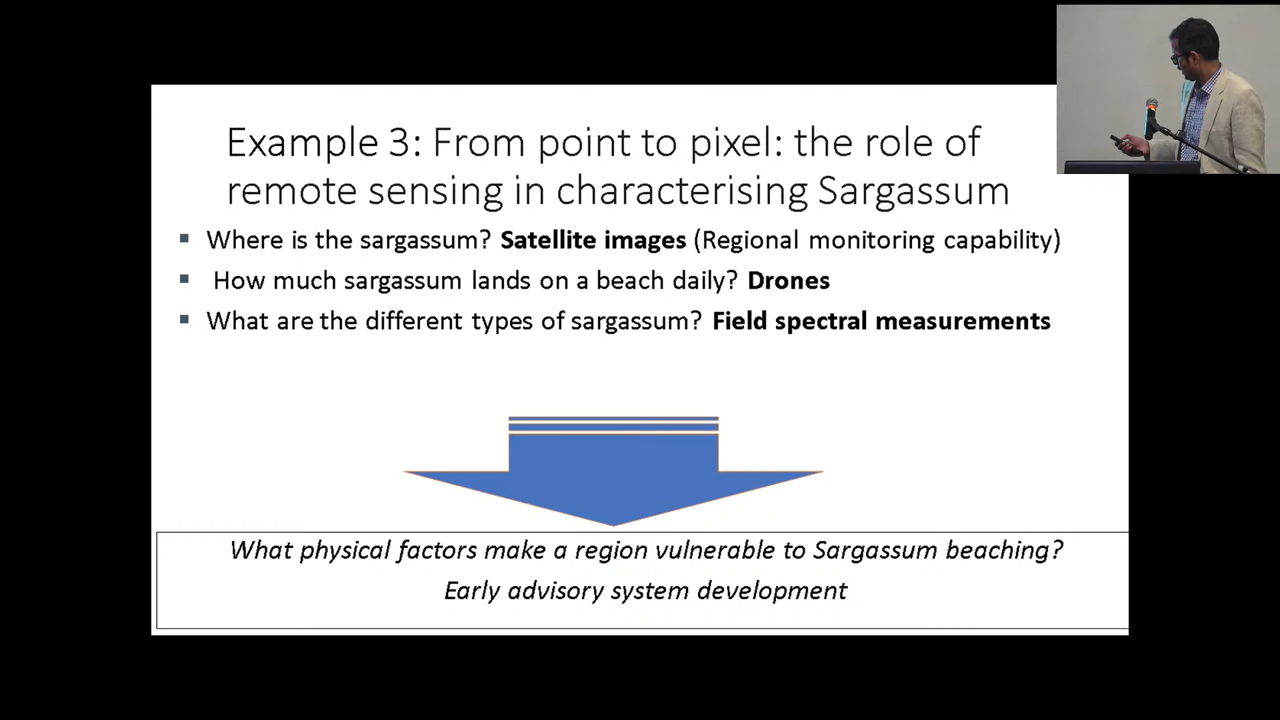 Example 3: From point to pixel: the role of
remote sensing in characterising Sargassum
Where is the sargassum? Satellite images (Regional monitoring capability)
How much sargassum lands on a beach daily? Drones
What are the different types of sargassum? Field spectral measurements
What physical factors make a region vulnerable to Sargassum beaching?
Early advisory system development